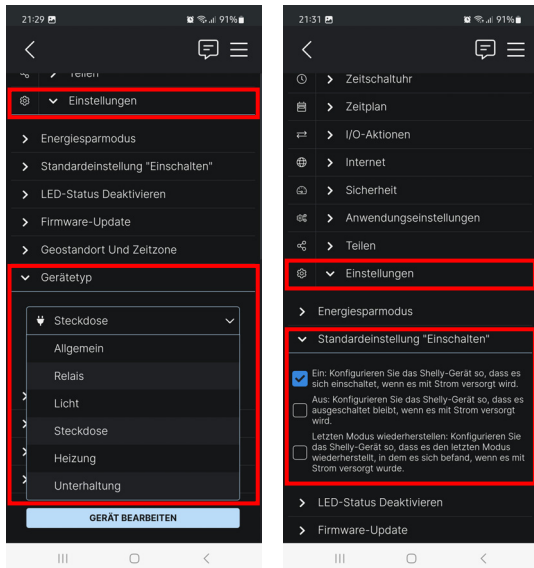 21:29
91%
Teilen
Einstellungen
Energiesparmodus
Standardeinstellung "Einschalten"
LED-Status Deaktivieren
Firmware-Update
Geostandort Und Zeitzone
Gerätetyp
Steckdose
Allgemein
Relais
Licht
Steckdose
Heizung
Unterhaltung
GERÄT BEARBEITEN
21:31
91%
Zeitschaltuhr
Zeitplan
I/O-Aktionen
Internet
Sicherheit
Anwendungseinstellungen
Teilen
Einstellungen
Energiesparmodus
Standardeinstellung "Einschalten"
Ein: Konfigurieren Sie das Shelly-Gerät so, dass es
sich einschaltet, wenn es mit Strom versorgt wird.
Aus: Konfigurieren Sie das Shelly-Gerät so, dass es
ausgeschaltet bleibt, wenn es mit Strom versorgt
wird.
Letzten Modus wiederherstellen: Konfigurieren Sie
das Shelly-Gerät so, dass es den letzten Modus
wiederherstellt, in dem es sich befand, wenn es mit
Strom versorgt wurde.
LED-Status Deaktivieren
Firmware-Update